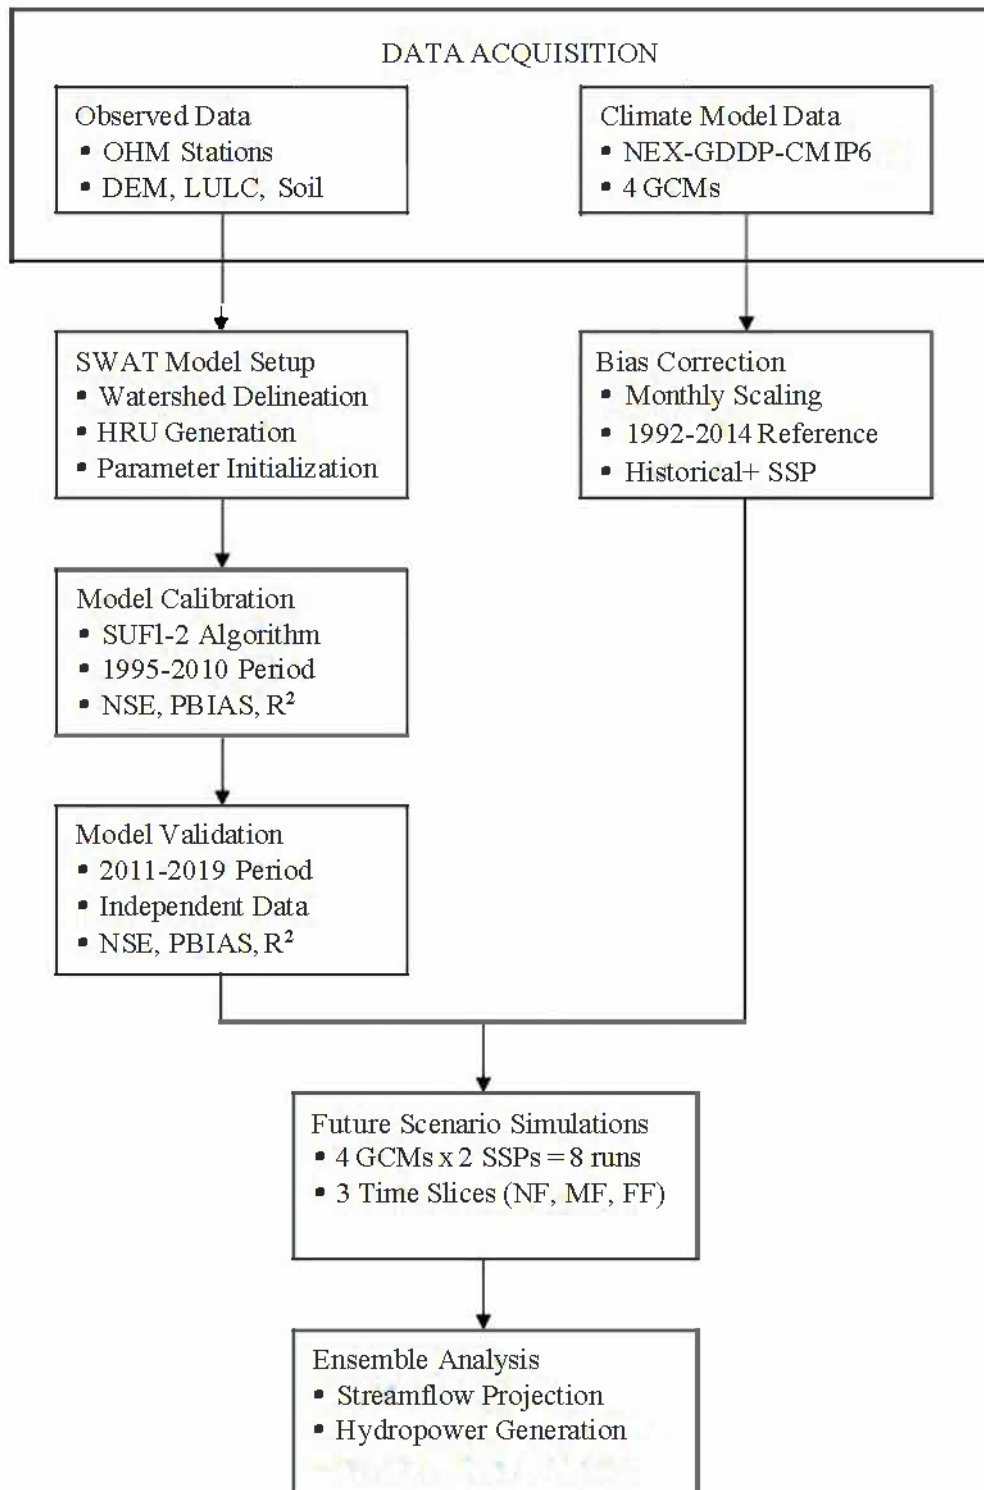 DATA ACQUISITION
Observed Data
• OHM Stations
• DEM, LULC, Soil
Climate Model Data
• NEX-GDDP-CMIP6
• 4 GCMs
SWAT Model Setup
• Watershed Delineation
• HRU Generation
• Parameter Initialization
Bias Correction
• Monthly Scaling
• 1992-2014 Reference
• Historical+ SSP
Model Calibration
• SUF1-2 Algorithm
• 1995-2010 Period
• NSE, PBIAS, R²
Model Validation
• 2011-2019 Period
• Independent Data
• NSE, PBIAS, R²
Future Scenario Simulations
• 4 GCMs x 2 SSPs = 8 runs
• 3 Time Slices (NF, MF, FF)
Ensemble Analysis
• Streamflow Projection
• Hydropower Generation